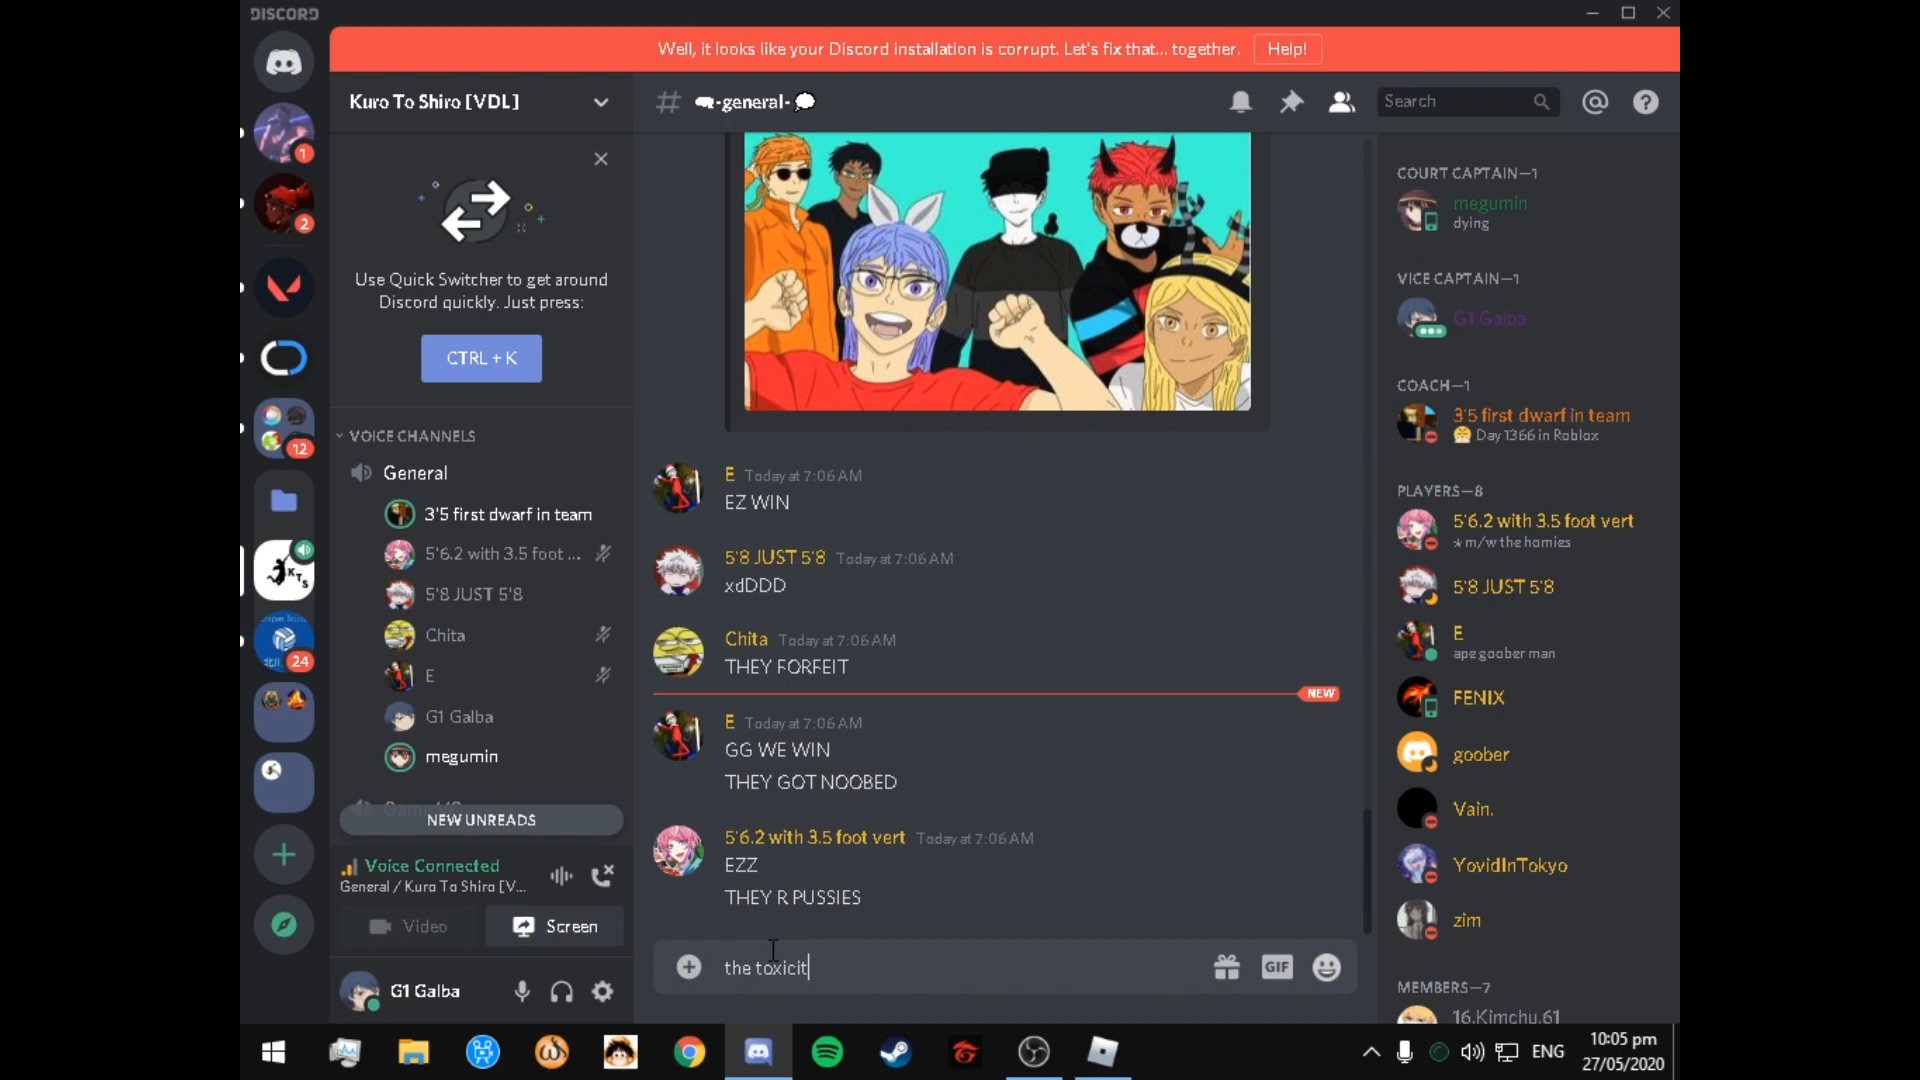 DISCORD
Well, it looks like your Discord installation is corrupt. Let's fix that... together.
Help!
1
2
12
24
KTS
Kuro To Shiro [VDL]
Use Quick Switcher to get around
Discord quickly. Just press:
CTRL + K
VOICE CHANNELS
General
3'5 first dwarf in team
5'6.2 with 3.5 foot ...
5'8 JUST 5'8
Chita
E
G1 Galba
megumin
NEW UNREADS
Voice Connected
General / Kuro To Shiro [V...
Video
Screen
G1 Galba
-general-
Search
E Today at 7:06 AM
EZ WIN
5'8 JUST 5'8 Today at 7:06 AM
xdDDD
Chita Today at 7:06 AM
THEY FORFEIT
NEW
E Today at 7:06 AM
GG WE WIN
THEY GOT NOOBED
5'6.2 with 3.5 foot vert Today at 7:06 AM
EZZ
THEY R PUSSIES
the toxicit
GIF
COURT CAPTAIN—1
megumin
dying
VICE CAPTAIN—1
G1 Galba
COACH—1
3'5 first dwarf in team
Day 1366 in Roblox
PLAYERS—8
5'6.2 with 3.5 foot vert
* m/w the homies
5'8 JUST 5'8
E
ape goober man
FENIX
goober
Vain.
YovidInTokyo
zim
MEMBERS—7
16.Kimchu.61
ENG
10:05 pm
27/05/2020